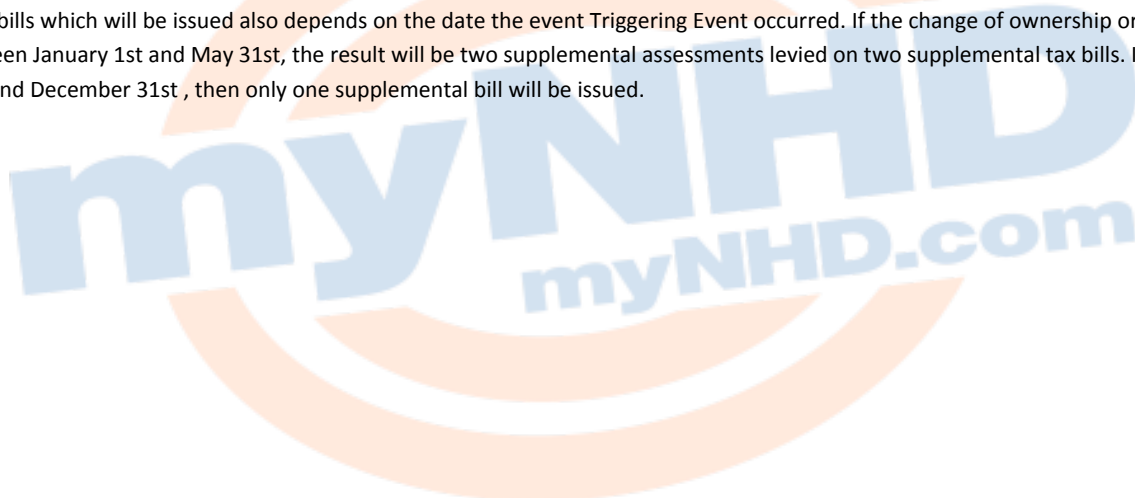 bills which will be issued also depends on the date the event Triggering Event occurred. If the change of ownership or
een January 1st and May 31st, the result will be two supplemental assessments levied on two supplemental tax bills.
nd December 31st , then only one supplemental bill will be issued.
myNHD
myNHD.com